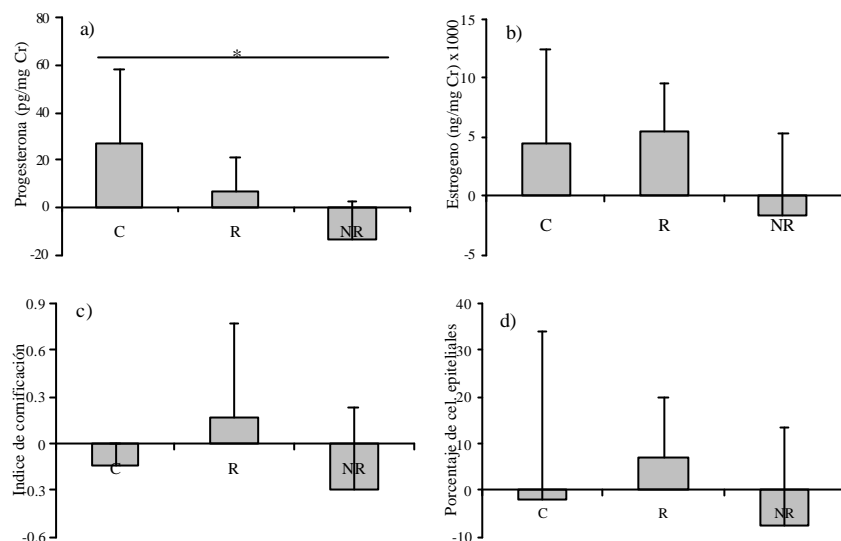 a)
Progesterona (pg/mg Cr)
80
60
40
20
0
-20
*
C
R
NR
b)
Estrogeno (ng/mg Cr) x1000
15
10
5
0
-5
C
R
NR
c)
Indice de cornificación
0.9
0.6
0.3
0
-0.3
-0.6
C
R
NR
d)
Porcentaje de cel. epiteliales
40
30
20
10
0
-10
C
R
NR